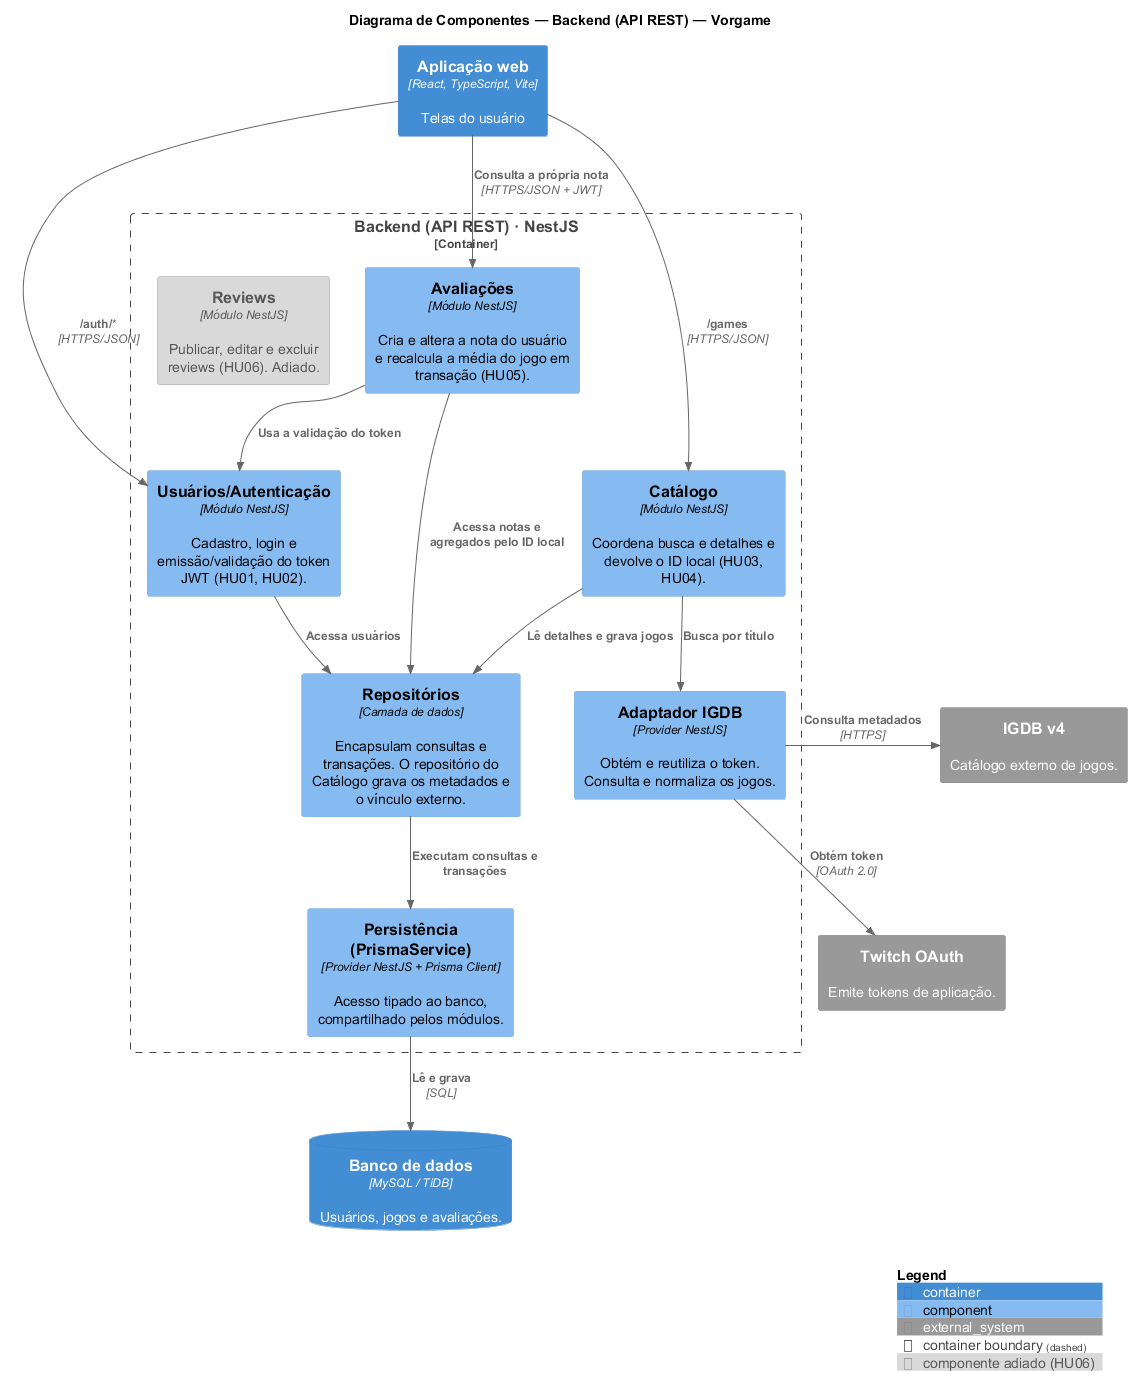 Diagrama de Componentes — Backend (API REST) — Vorgame
Aplicação web
[React, TypeScript, Vite]
Telas do usuário
Consulta a própria nota
[HTTPS/JSON + JWT]
Backend (API REST) · NestJS
[Container]
Reviews
[Módulo NestJS]
Publicar, editar e excluir
reviews (HU06). Adiado.
Avaliações
[Módulo NestJS]
Cria e altera a nota do usuário
e recalcula a média do jogo em
transação (HU05).
/auth/*
[HTTPS/JSON]
/games
[HTTPS/JSON]
Usa a validação do token
Usuários/Autenticação
[Módulo NestJS]
Cadastro, login e
emissão/validação do token
JWT (HU01, HU02).
Acessa notas e
agregados pelo ID local
Catálogo
[Módulo NestJS]
Coordena busca e detalhes e
devolve o ID local (HU03,
HU04).
Acessa usuários
Lê detalhes e grava jogos
Busca por título
Repositórios
[Camada de dados]
Encapsulam consultas e
transações. O repositório do
Catálogo grava os metadados e
o vínculo externo.
Adaptador IGDB
[Provider NestJS]
Obtém e reutiliza o token.
Consulta e normaliza os jogos.
Consulta metadados
[HTTPS]
IGDB v4
Catálogo externo de jogos.
Executam consultas e
transações
Obtém token
[OAuth 2.0]
Persistência
(PrismaService)
[Provider NestJS + Prisma Client]
Acesso tipado ao banco,
compartilhado pelos módulos.
Twitch OAuth
Emite tokens de aplicação.
Lê e grava
[SQL]
Banco de dados
[MySQL / TiDB]
Usuários, jogos e avaliações.
Legend
container
component
external_system
container boundary (dashed)
componente adiado (HU06)